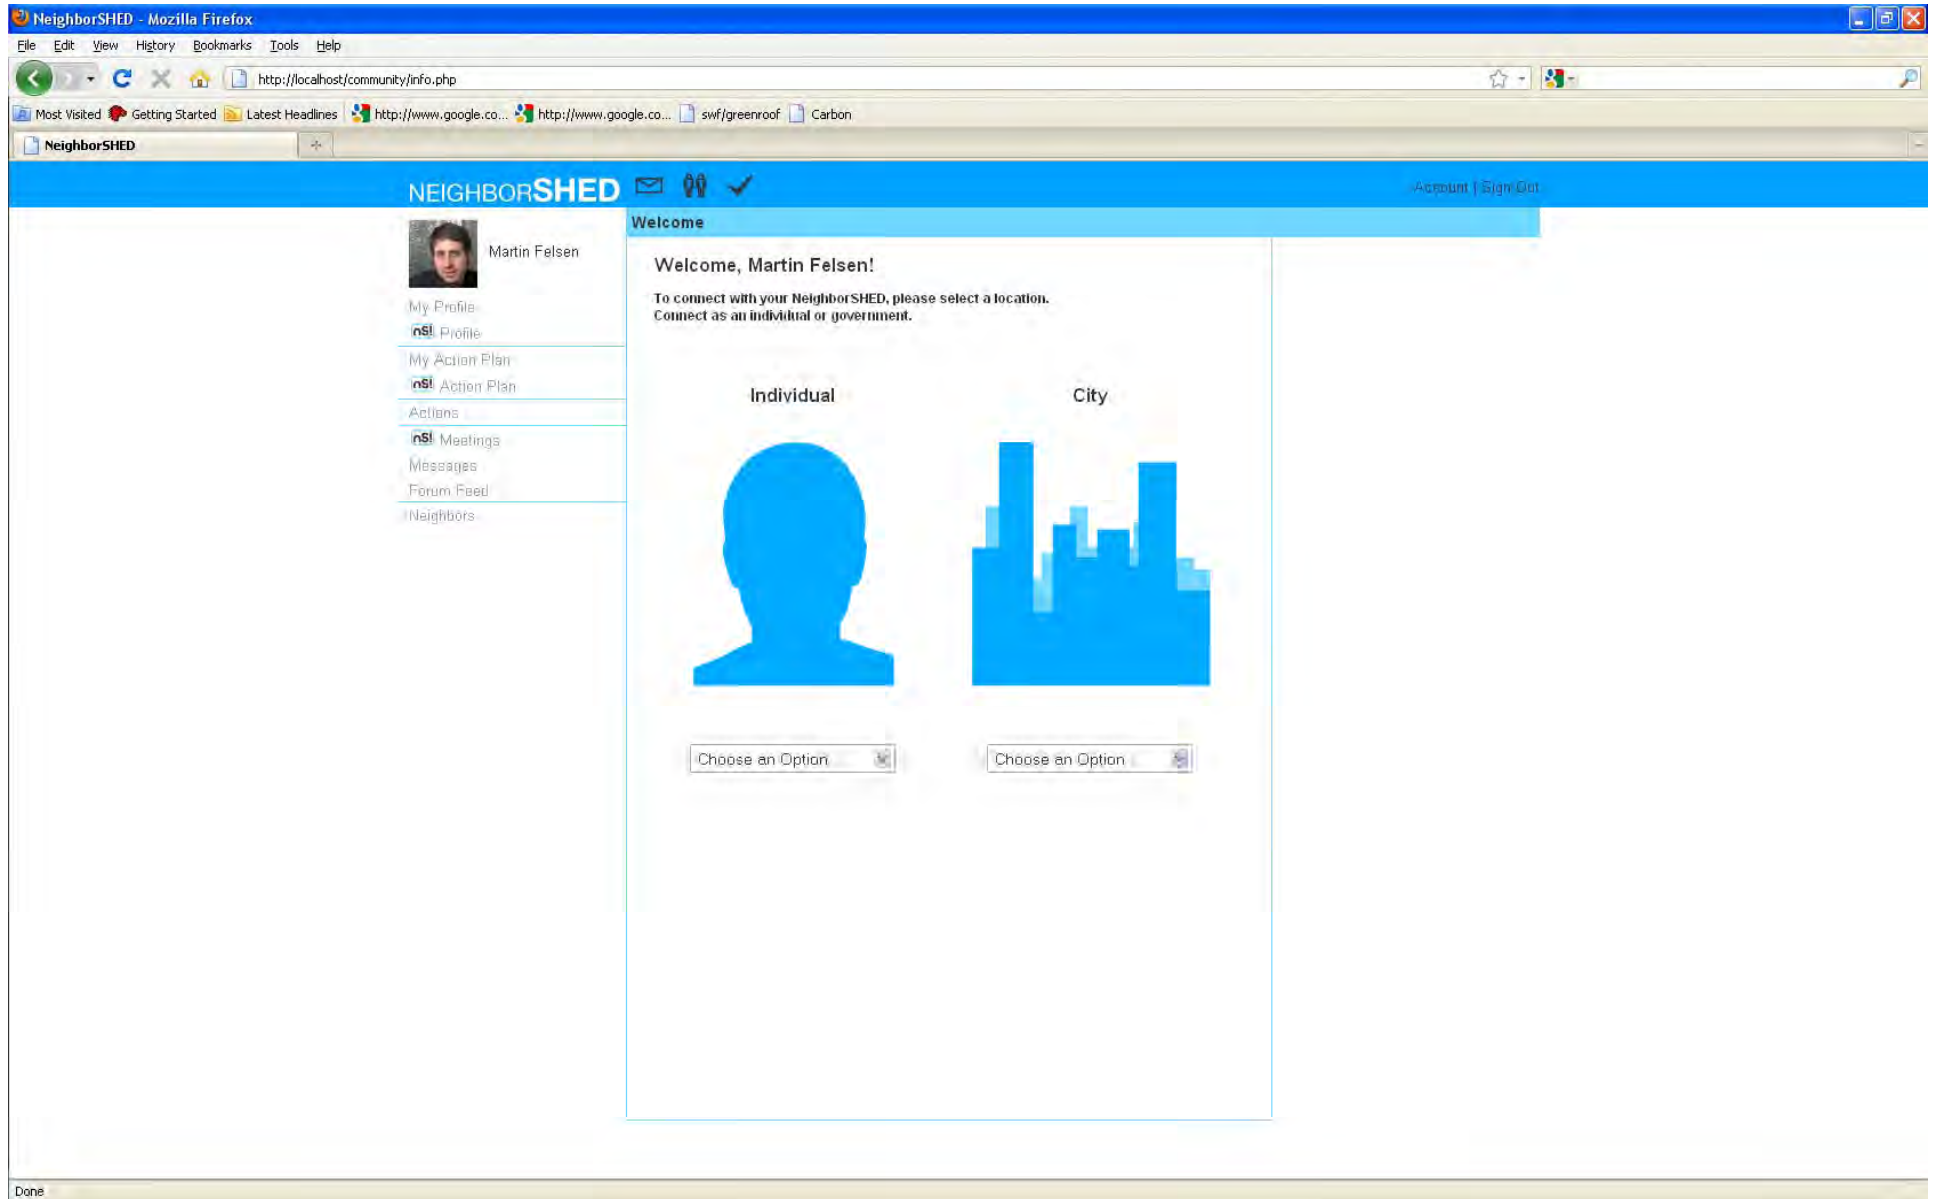 NeighborSHED - Mozilla Firefox
File Edit View History Bookmarks Tools Help
http://localhost/community/info.php
Most Visited Getting Started Latest Headlines http://www.google.co... http://www.google.co... swf/greenroof Carbon
NeighborSHED
NEIGHBORSHED
Account | Sign Out
Welcome
Martin Felsen
My Profile
nS! Profile
My Action Plan
nS! Action Plan
Actions
nS! Meetings
Messages
Forum Feed
Neighbors
Welcome, Martin Felsen!
To connect with your NeighborSHED, please select a location.
Connect as an individual or government.
Individual City
Choose an Option Choose an Option
Done